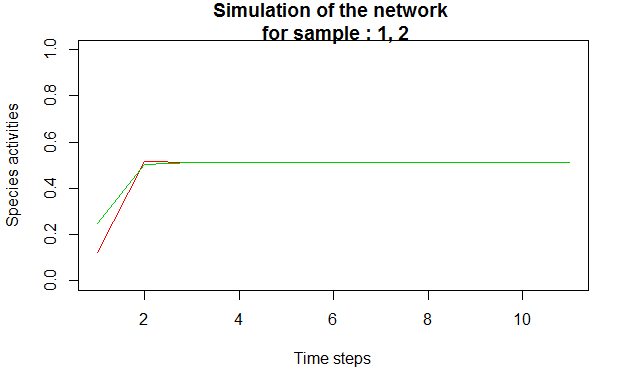 Simulation of the network
for sample : 1, 2
Species activities
1.0
0.8
0.6
0.4
0.2
0.0
2
4
6
8
10
Time steps